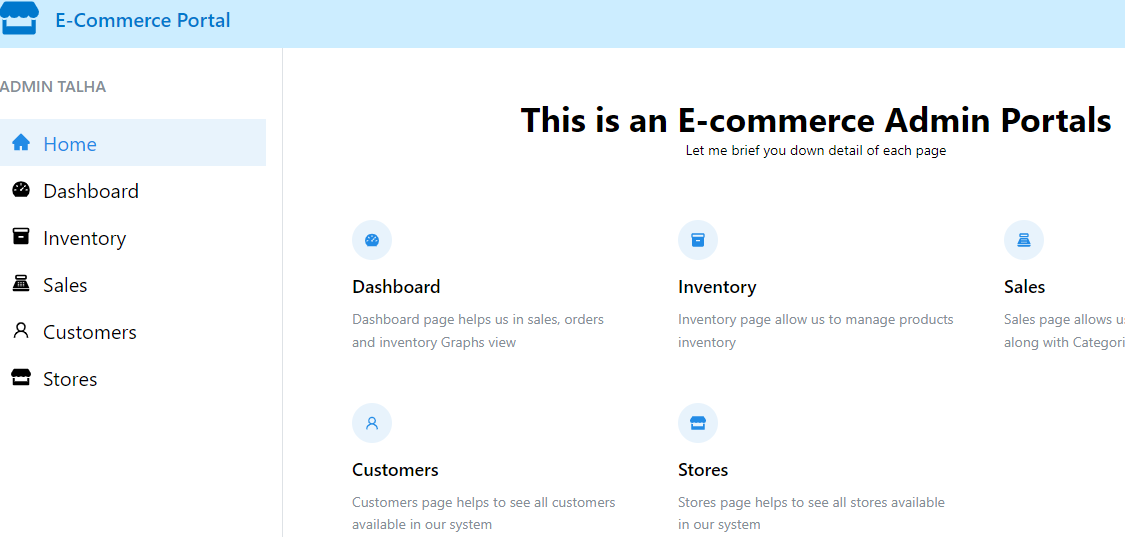 E-Commerce Portal
ADMIN TALHA
Home
Dashboard
Inventory
Sales
Customers
Stores
This is an E-commerce Admin Portals
Let me brief you down detail of each page
Dashboard
Dashboard page helps us in sales, orders
and inventory Graphs view
Inventory
Inventory page allow us to manage products
inventory
Sales
Sales page allows
along with
Customers
Customers page helps to see all customers
available in our system
Stores
Stores page helps to see all stores available
in our system